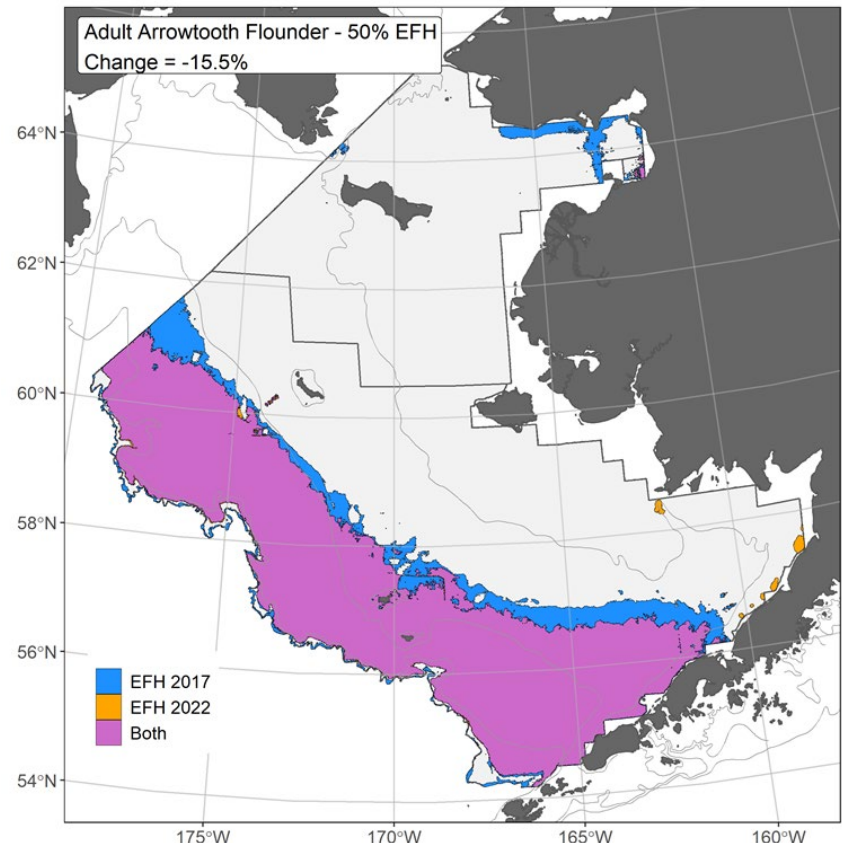 Adult Arrowtooth Flounder - 50% EFH
Change = -15.5%
64°N
62°N
60°N
58°N
56°N
54°N
EFH 2017
EFH 2022
Both
175°W
170°W
165°W
160°W